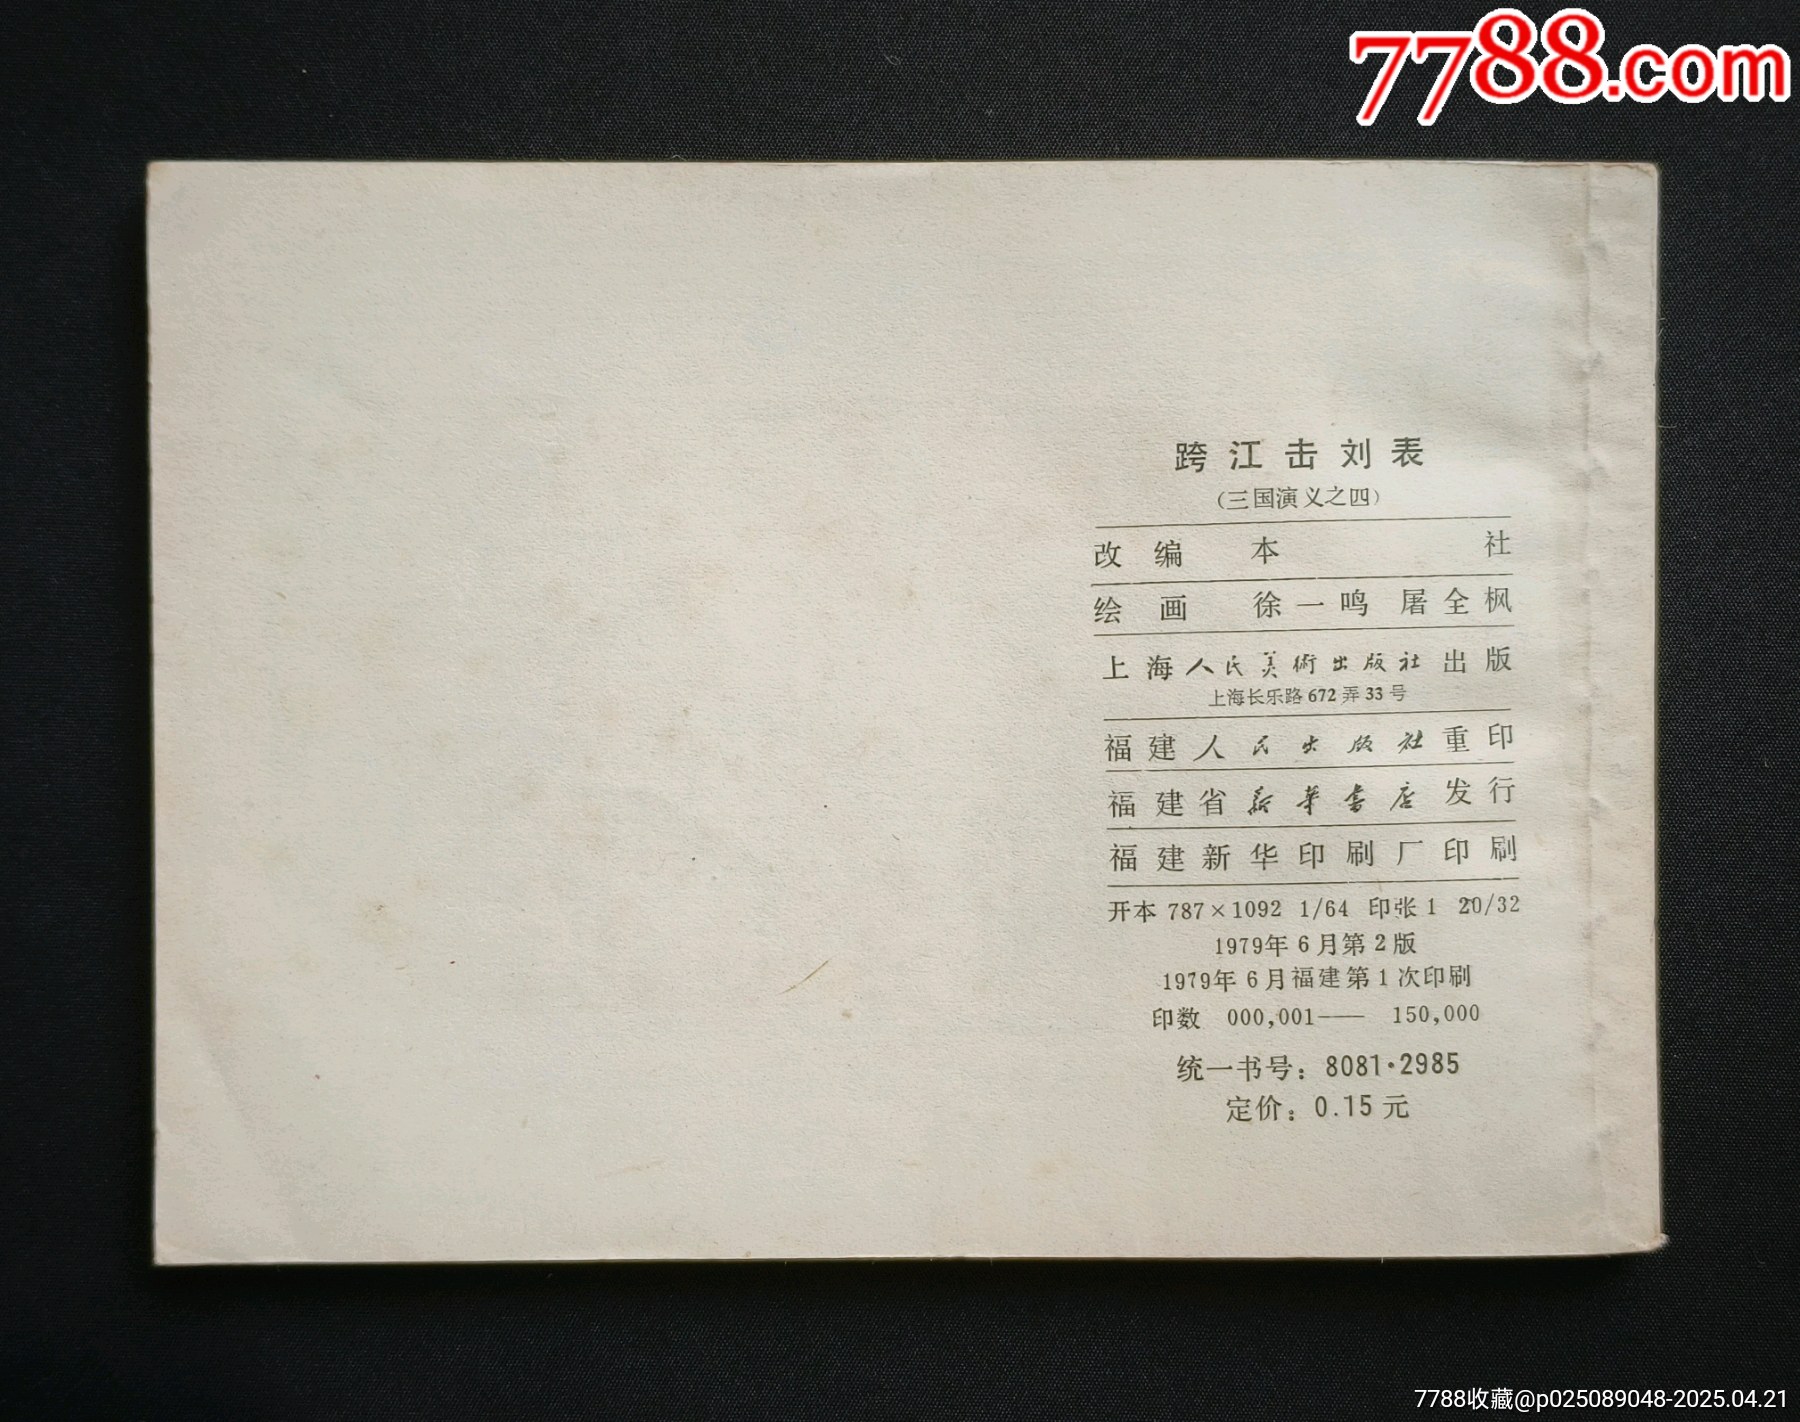 7788.com
跨江击刘表
(三国演义之四)
改编 本社
绘画 徐一鸣 屠全枫
上海人民美術出版社出版
上海长乐路672弄33号
福建人民出版社重印
福建省新华书店发行
福建新华印刷厂印刷
开本 787×1092 1/64 印张1 20/32
1979年6月第2版
1979年6月福建第1次印刷
印数 000,001—— 150,000
统一书号：8081·2985
定价：0.15元
7788收藏@p025089048-2025.04.21